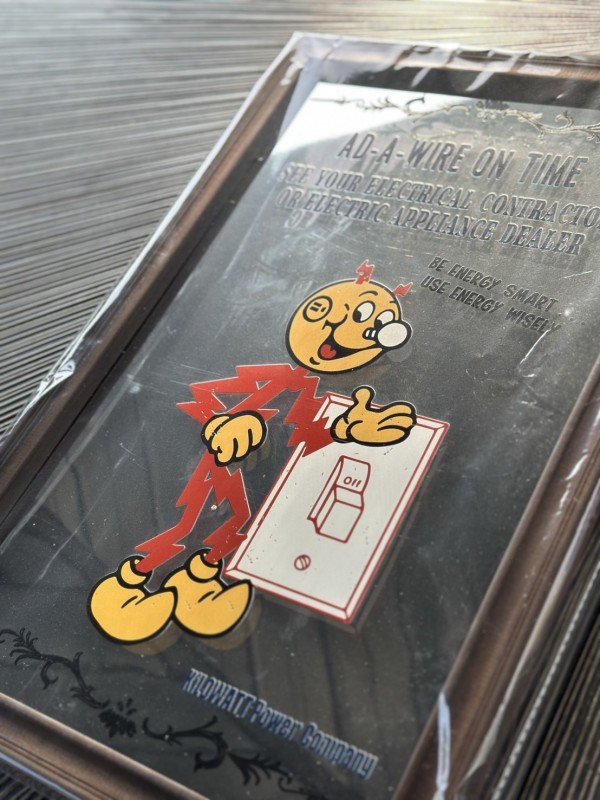 AD-A-WIRE ON TIME
SEE YOUR ELECTRICAL CONTRACTO
OR ELECTRIC APPLIANCE DEALER
BE ENERGY SMART
USE ENERGY WISELY
Off
KILOWATT Power Company